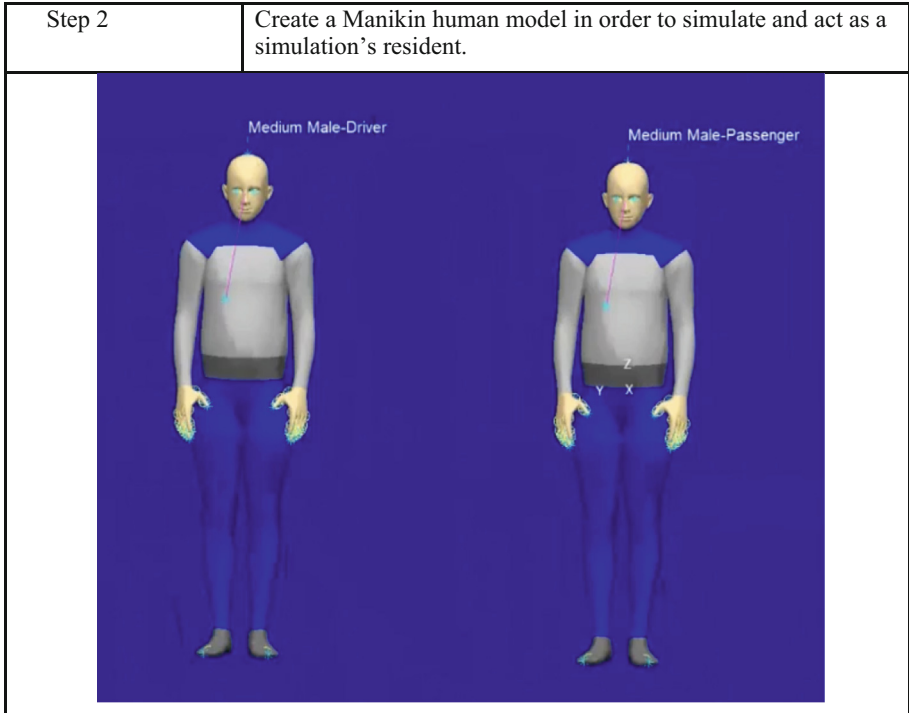 Step 2
Create a Manikin human model in order to simulate and act as a
simulation’s resident.
Medium Male-Driver
Medium Male-Passenger
Z
Y X